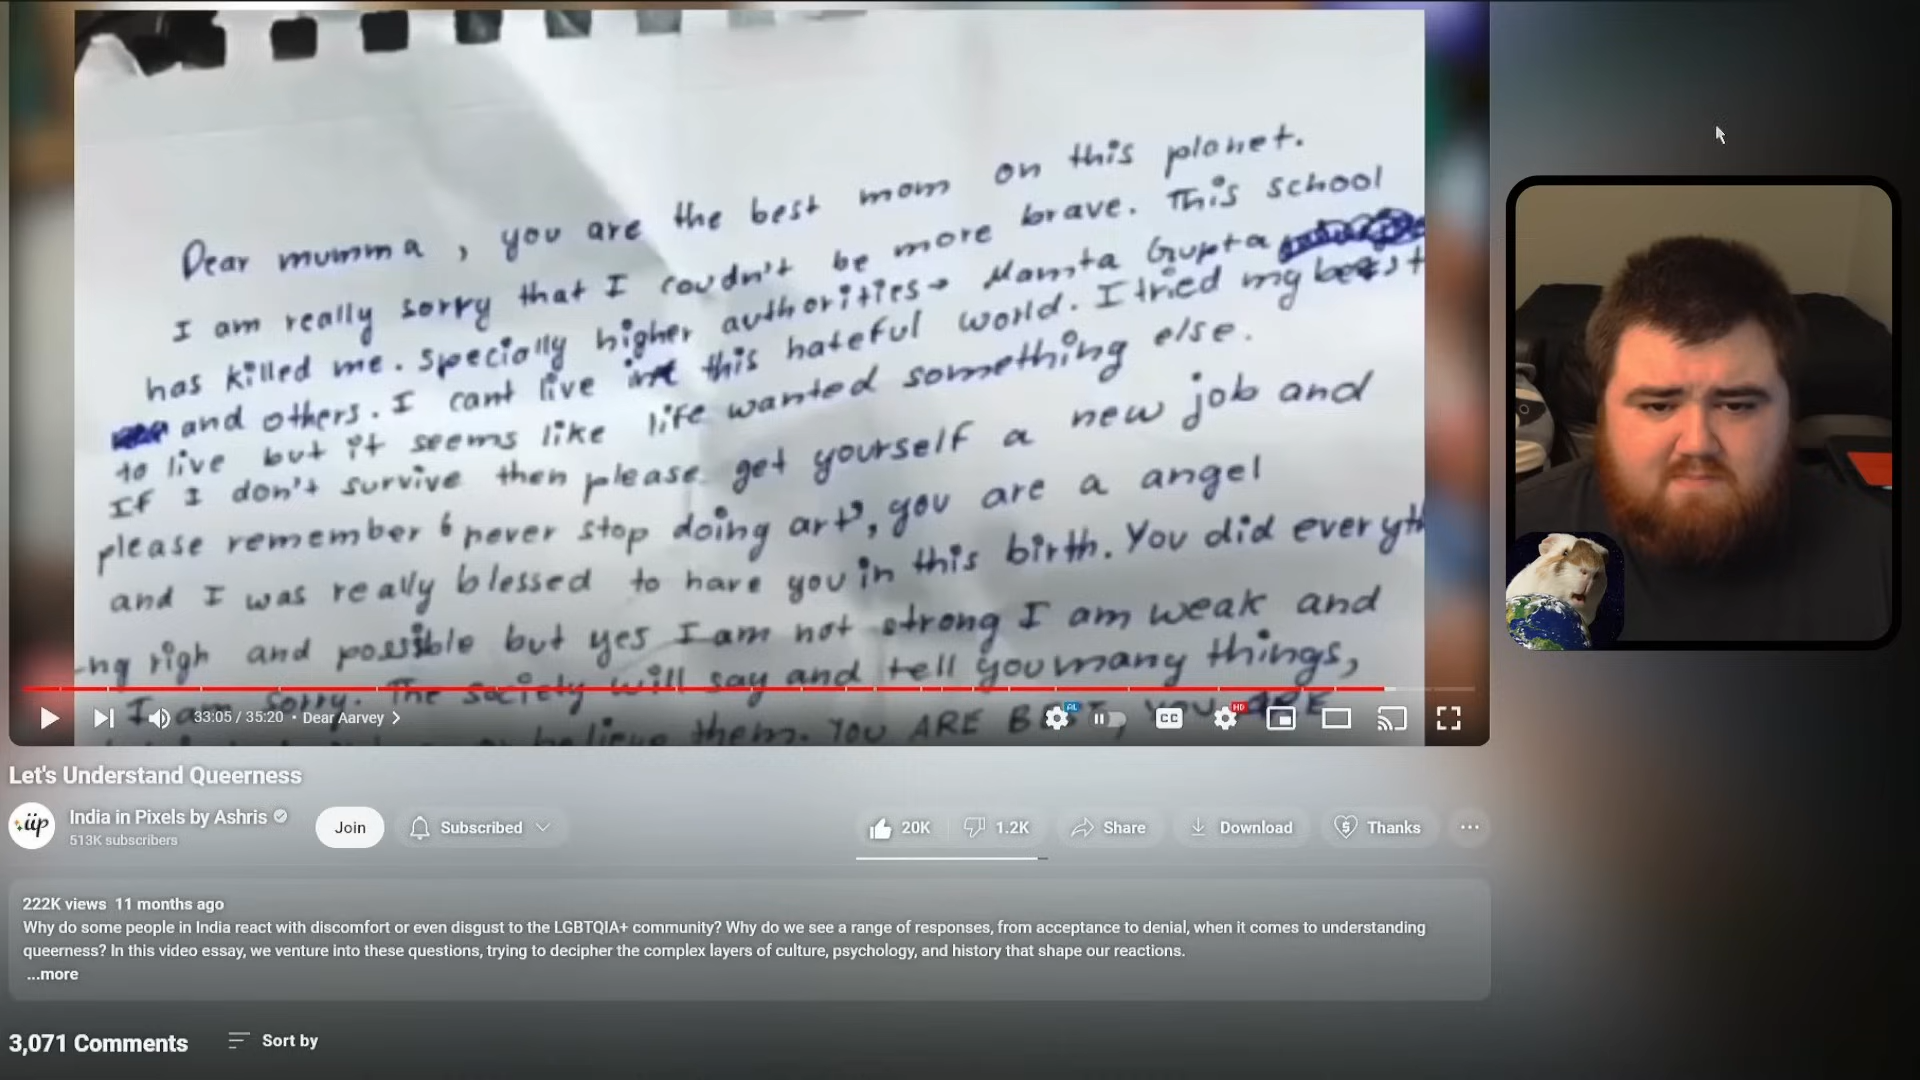 Dear mumma, you are the best mom on this planet.
I am really sorry that I coudn't be more brave. This school
has killed me. Specially higher authorities→ Mamta Gupta
and others. I cant live in this hateful world. I tried my best
to live but it seems like life wanted something else.
If I don't survive then please get yourself a new job and
please remember 'never stop doing art', you are a angel
and I was really blessed to have you in this birth. You did everyth
-ng righ and possible but yes I am not strong I am weak and
I am sorry. The society will say and tell you many things,
believe them. YOU ARE BEST, YOU ARE
33:05 / 35:20 • Dear Aarvey >
AL
CC
HD
Let's Understand Queerness
iip
India in Pixels by Ashris
513K subscribers
Join
Subscribed
20K
1.2K
Share
Download
Thanks
222K views 11 months ago
Why do some people in India react with discomfort or even disgust to the LGBTQIA+ community? Why do we see a range of responses, from acceptance to denial, when it comes to understanding
queerness? In this video essay, we venture into these questions, trying to decipher the complex layers of culture, psychology, and history that shape our reactions.
...more
3,071 Comments
Sort by